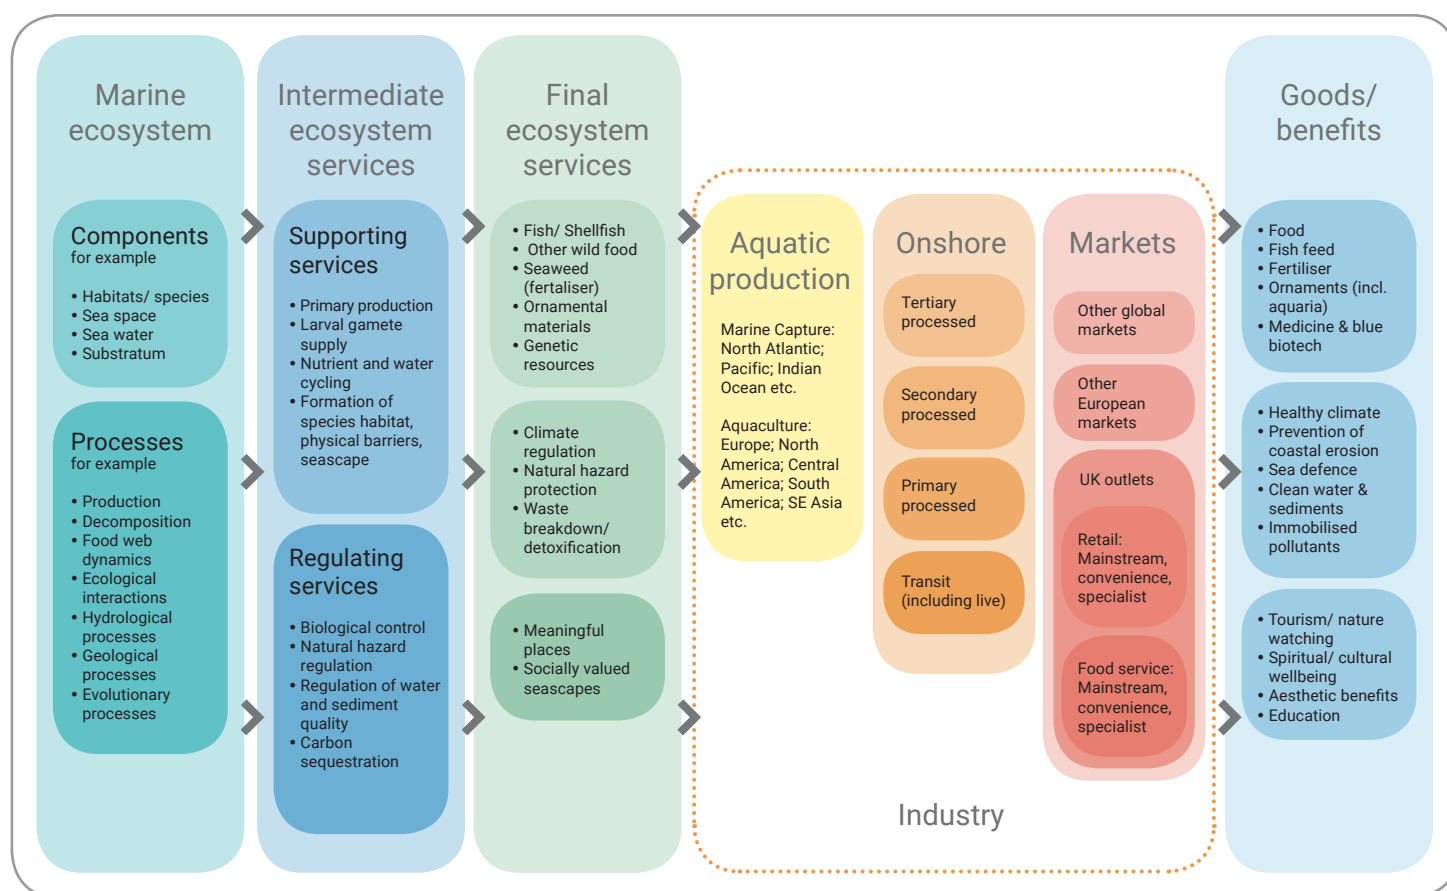 Marine
ecosystem
Components
for example
• Habitats/ species
• Sea space
• Sea water
• Substratum
Processes
for example
• Production
• Decomposition
• Food web
dynamics
• Ecological
interactions
• Hydrological
processes
• Geological
processes
• Evolutionary
processes
Intermediate
ecosystem
services
Supporting
services
• Primary production
• Larval gamete
supply
• Nutrient and water
cycling
• Formation of
species habitat,
physical barriers,
seascape
Regulating
services
• Biological control
• Natural hazard
regulation
• Regulation of water
and sediment
quality
• Carbon
sequestration
Final
ecosystem
services
• Fish/ Shellfish
• Other wild food
• Seaweed
(fertaliser)
• Ornamental
materials
• Genetic
resources
• Climate
regulation
• Natural hazard
protection
• Waste
breakdown/
detoxification
• Meaningful
places
• Socially valued
seascapes
Aquatic
production
Marine Capture:
North Atlantic;
Pacific; Indian
Ocean etc.
Aquaculture:
Europe; North
America; Central
America; South
America; SE Asia
etc.
Onshore
Tertiary
processed
Secondary
processed
Primary
processed
Transit
(including live)
Markets
Other global
markets
Other
European
markets
UK outlets
Retail:
Mainstream,
convenience,
specialist
Food service:
Mainstream,
convenience,
specialist
Industry
Goods/
benefits
• Food
• Fish feed
• Fertiliser
• Ornaments (incl.
aquaria)
• Medicine & blue
biotech
• Healthy climate
• Prevention of
coastal erosion
• Sea defence
• Clean water &
sediments
• Immobilised
pollutants
• Tourism/ nature
watching
• Spiritual/ cultural
wellbeing
• Aesthetic benefits
• Education